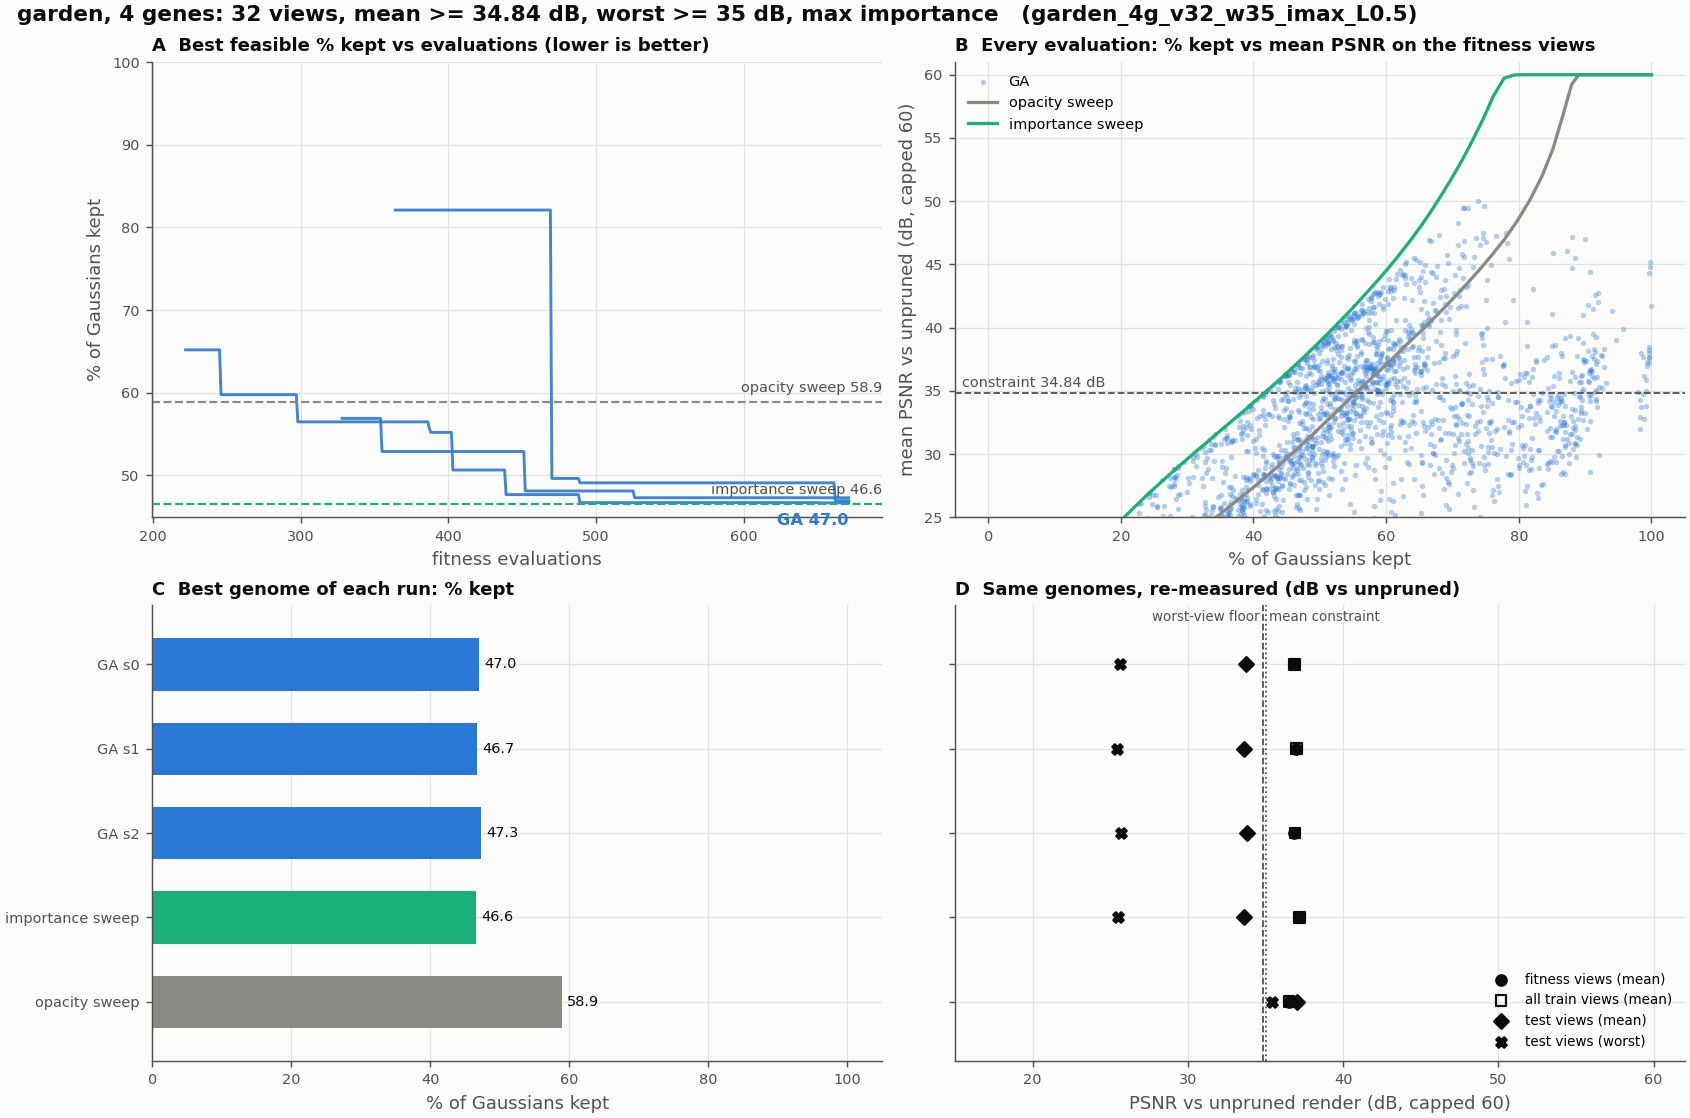 garden, 4 genes: 32 views, mean >= 34.84 dB, worst >= 35 dB, max importance (garden_4g_v32_w35_imax_L0.5)
A Best feasible % kept vs evaluations (lower is better)
100
90
80
70
60
50
% of Gaussians kept
opacity sweep 58.9
importance sweep 46.6
GA 47.0
200 300 400 500 600
fitness evaluations
B Every evaluation: % kept vs mean PSNR on the fitness views
GA
opacity sweep
importance sweep
60
55
50
45
40
35
30
25
mean PSNR vs unpruned (dB, capped 60)
constraint 34.84 dB
0 20 40 60 80 100
% of Gaussians kept
C Best genome of each run: % kept
GA s0 47.0
GA s1 46.7
GA s2 47.3
importance sweep 46.6
opacity sweep 58.9
0 20 40 60 80 100
% of Gaussians kept
D Same genomes, re-measured (dB vs unpruned)
worst-view floor mean constraint
fitness views (mean)
all train views (mean)
test views (mean)
test views (worst)
20 30 40 50 60
PSNR vs unpruned render (dB, capped 60)